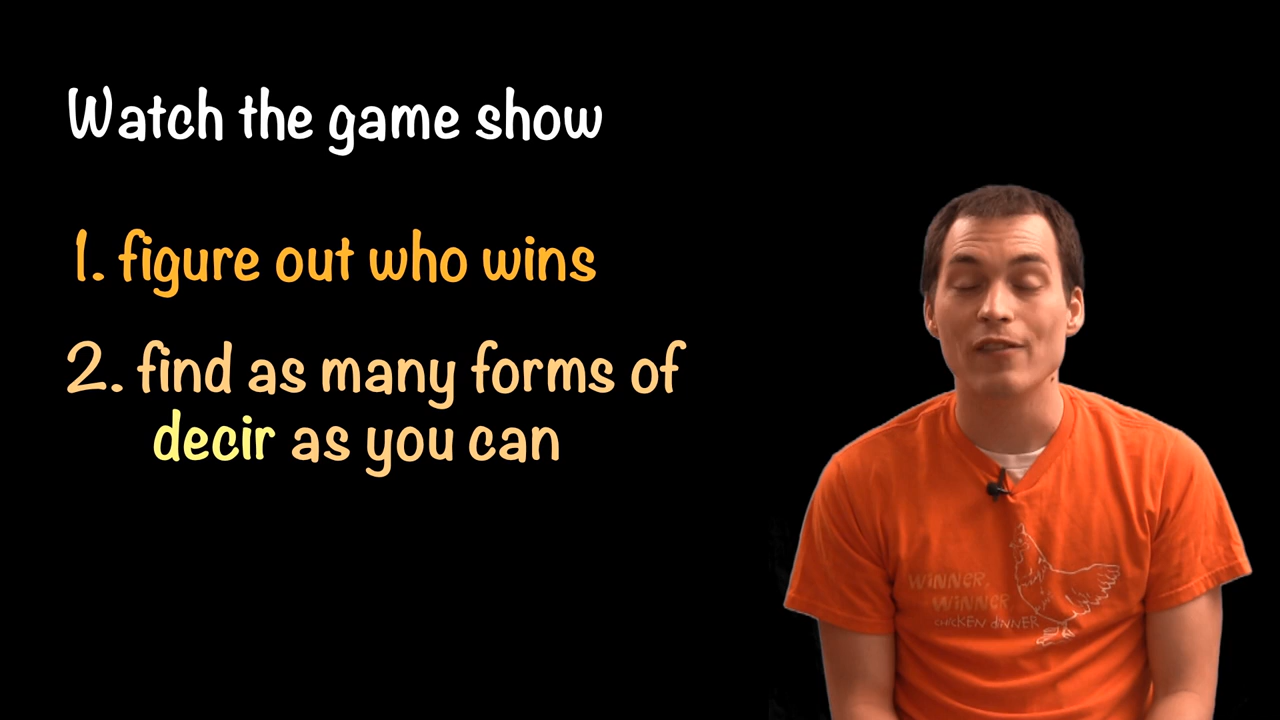 Watch the game show
1. figure out who wins
2. find as many forms of
decir as you can
WINNER,
WINNER
CHICKEN dINNER